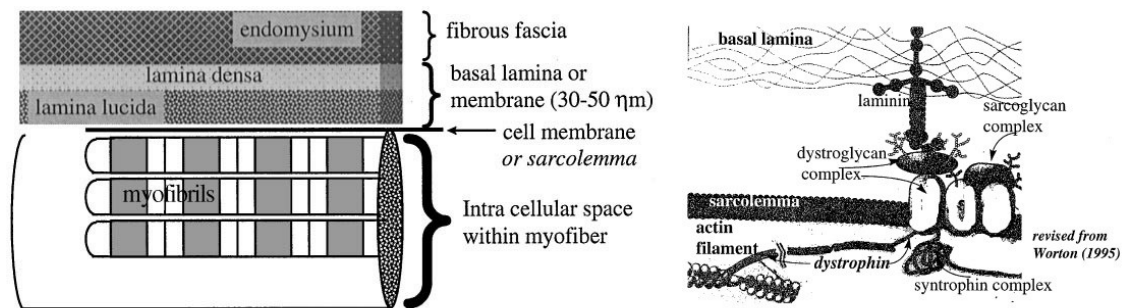 endomysium
fibrous fascia
lamina densa
lamina lucida
basal lamina or
membrane (30-50 ηm)
cell membrane
or sarcolemma
myofibrils
Intra cellular space
within myofiber
basal lamina
laminin
sarcoglycan
complex
dystroglycan
complex
sarcolemma
actin
filament
dystrophin
revised from
Worton (1995)
syntrophin complex